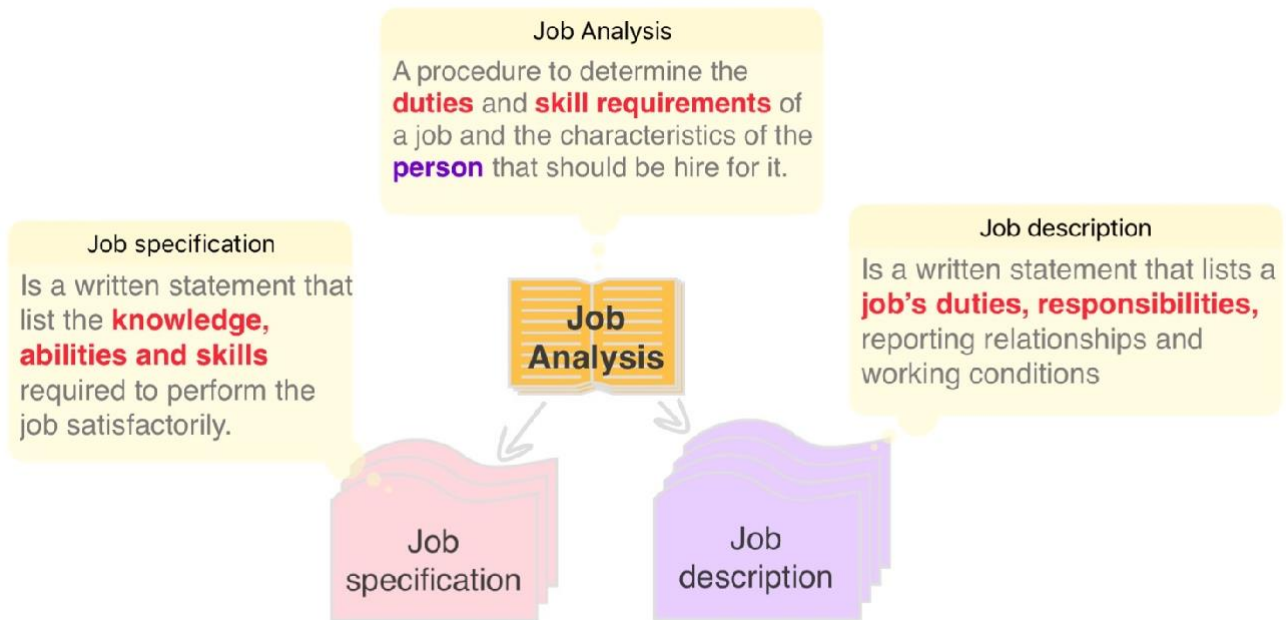 Job Analysis
A procedure to determine the
duties and skill requirements of
a job and the characteristics of the
person that should be hire for it.
Job specification
Is a written statement that
list the knowledge,
abilities and skills
required to perform the
job satisfactorily.
Job description
Is a written statement that lists a
job's duties, responsibilities,
reporting relationships and
working conditions
Job
Analysis
Job
specification
Job
description